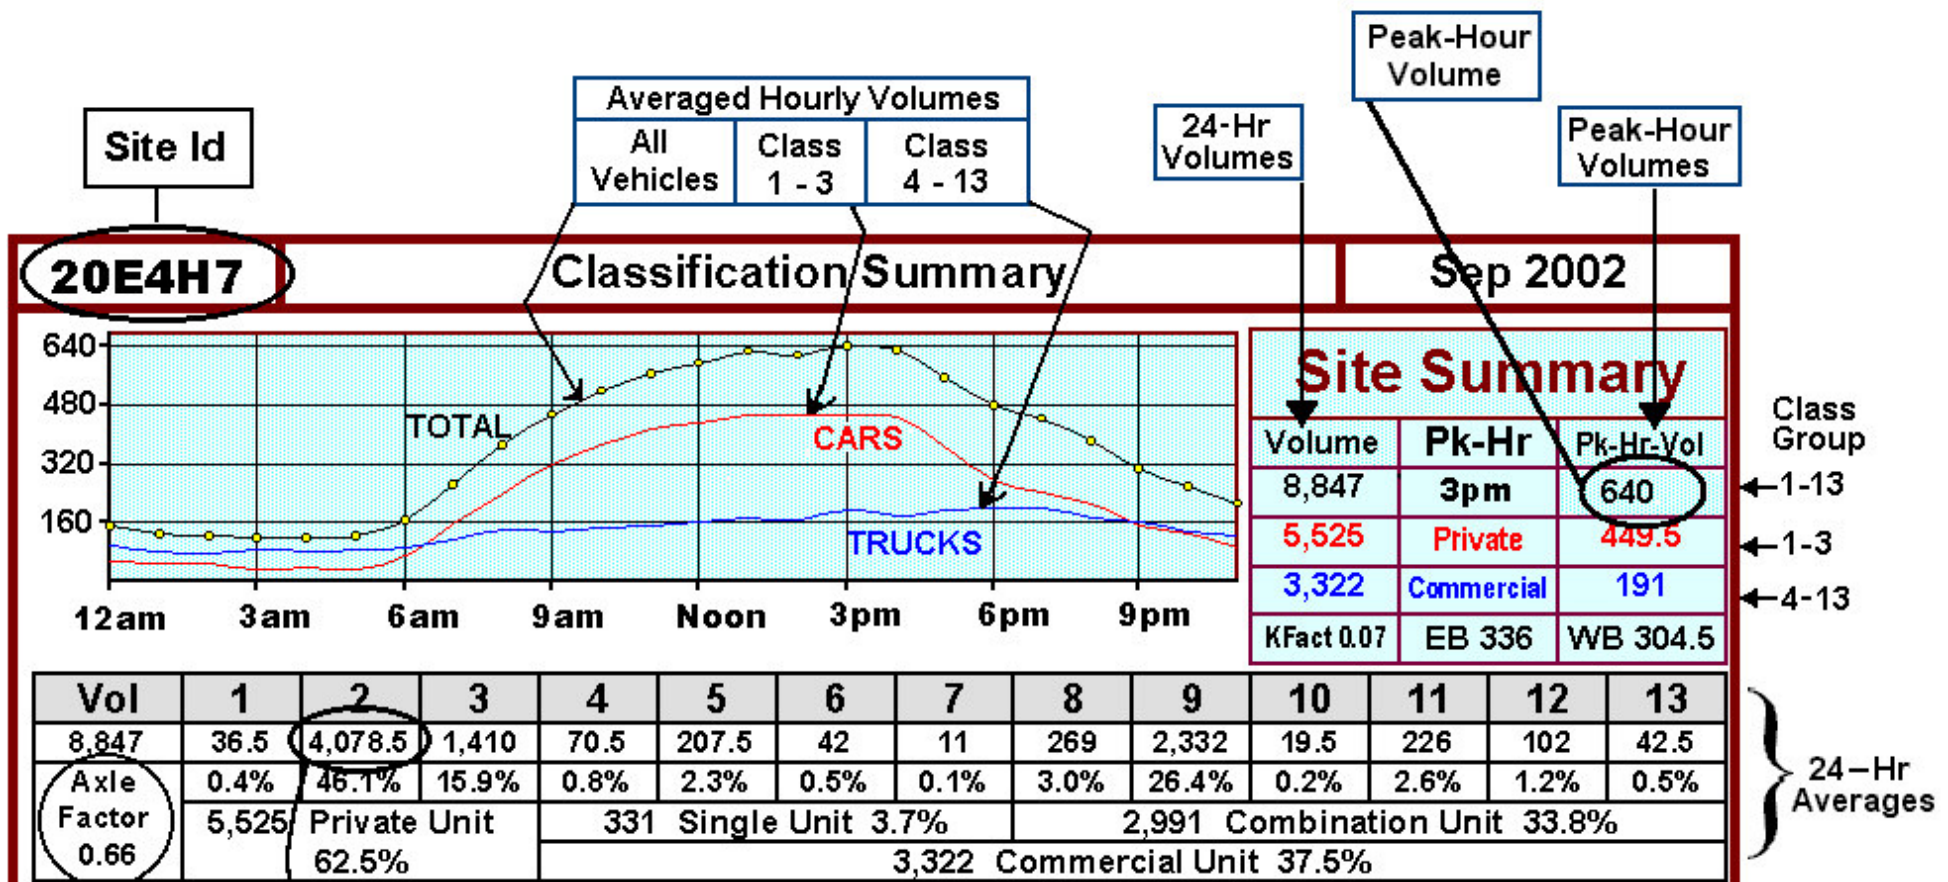 Peak-Hour
Volume
Averaged Hourly Volumes
All
Vehicles
Class
1 - 3
Class
4 - 13
24-Hr
Volumes
Peak-Hour
Volumes
Site Id
20E4H7
Classification Summary
Sep 2002
640
480
320
160
TOTAL
CARS
TRUCKS
12am 3am 6am 9am Noon 3pm 6pm 9pm
Site Summary
Volume Pk-Hr Pk-Hr-Vol
8,847 3pm 640
5,525 Private 449.5
3,322 Commercial 191
KFact 0.07 EB 336 WB 304.5
Class
Group
1-13
1-3
4-13
Vol 1 2 3 4 5 6 7 8 9 10 11 12 13
8,847 36.5 4,078.5 1,410 70.5 207.5 42 11 269 2,332 19.5 226 102 42.5
Axle
Factor
0.66
0.4% 46.1% 15.9% 0.8% 2.3% 0.5% 0.1% 3.0% 26.4% 0.2% 2.6% 1.2% 0.5%
5,525 Private Unit
62.5%
331 Single Unit 3.7%
2,991 Combination Unit 33.8%
3,322 Commercial Unit 37.5%
24-Hr
Averages